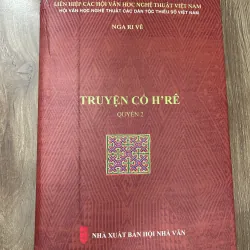 LIÊN HIỆP CÁC HỘI VĂN HỌC NGHỆ THUẬT VIỆT NAM
HỘI VĂN HỌC NGHỆ THUẬT CÁC DÂN TỘC THIỂU SỐ VIỆT NAM
NGA RI VÊ
TRUYỆN CỔ H'RÊ
QUYỂN 2
NHÀ XUẤT BẢN HỘI NHÀ VĂN